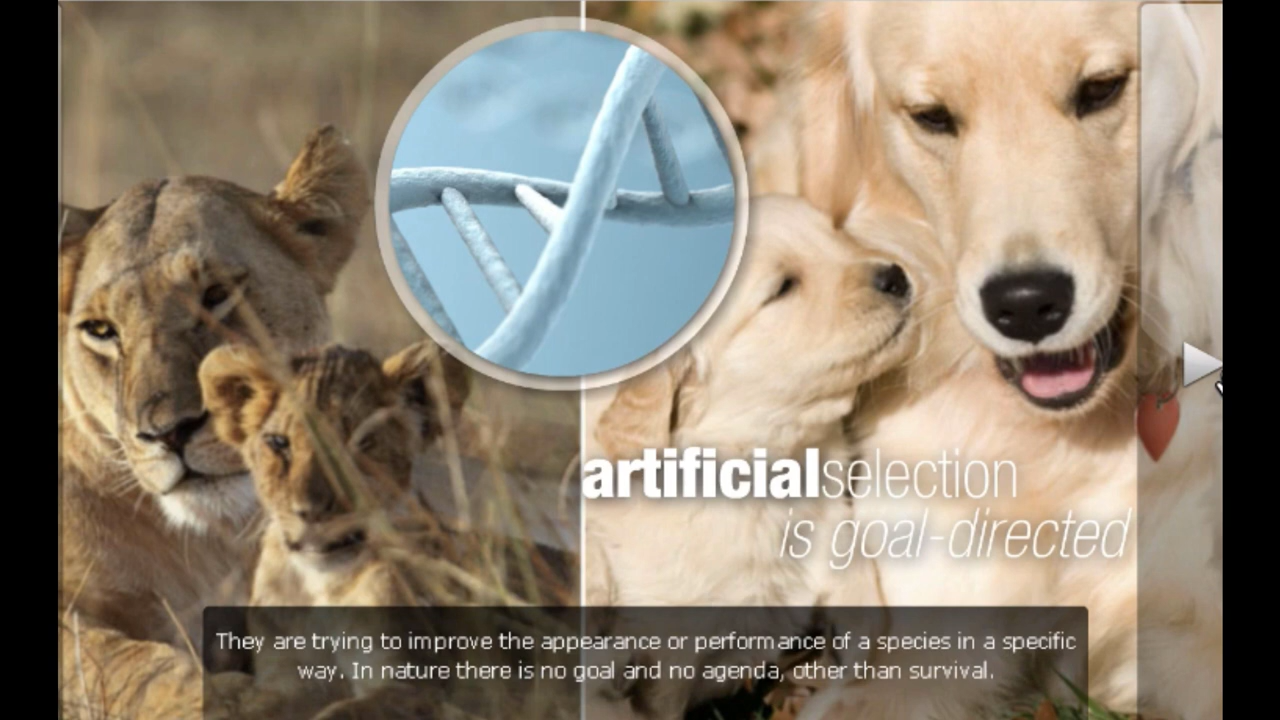 artificialselection
is goal-directed
They are trying to improve the appearance or performance of a species in a specific
way. In nature there is no goal and no agenda, other than survival.